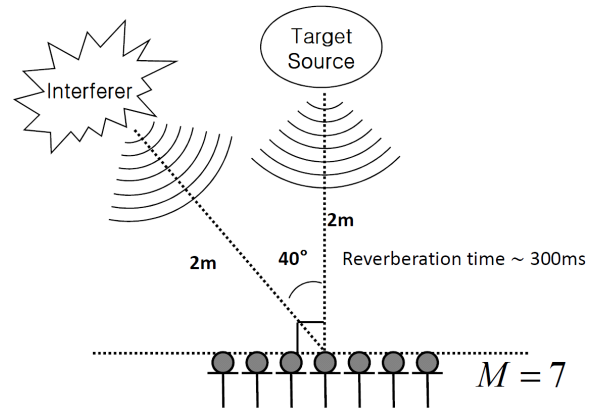 Target
Source
Interferer
2m
2m
40°
Reverberation time ~ 300ms
M = 7